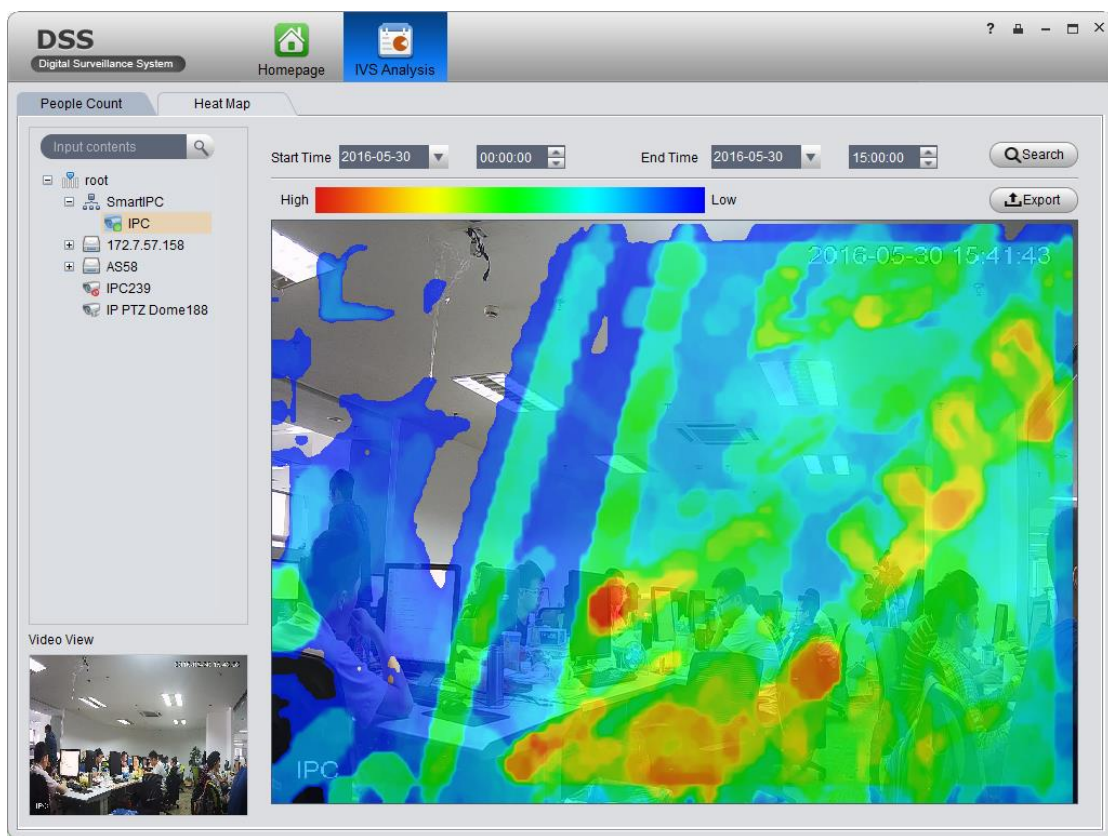 DSS
Digital Surveillance System
Homepage
IVS Analysis
?
People Count
Heat Map
Input contents
Start Time 2016-05-30 00:00:00 End Time 2016-05-30 15:00:00 Search
root
SmartIPC
IPC
172.7.57.158
AS58
IPC239
IP PTZ Dome188
High Low Export
2016-05-30 15:41:43
IPC
Video View
IPC